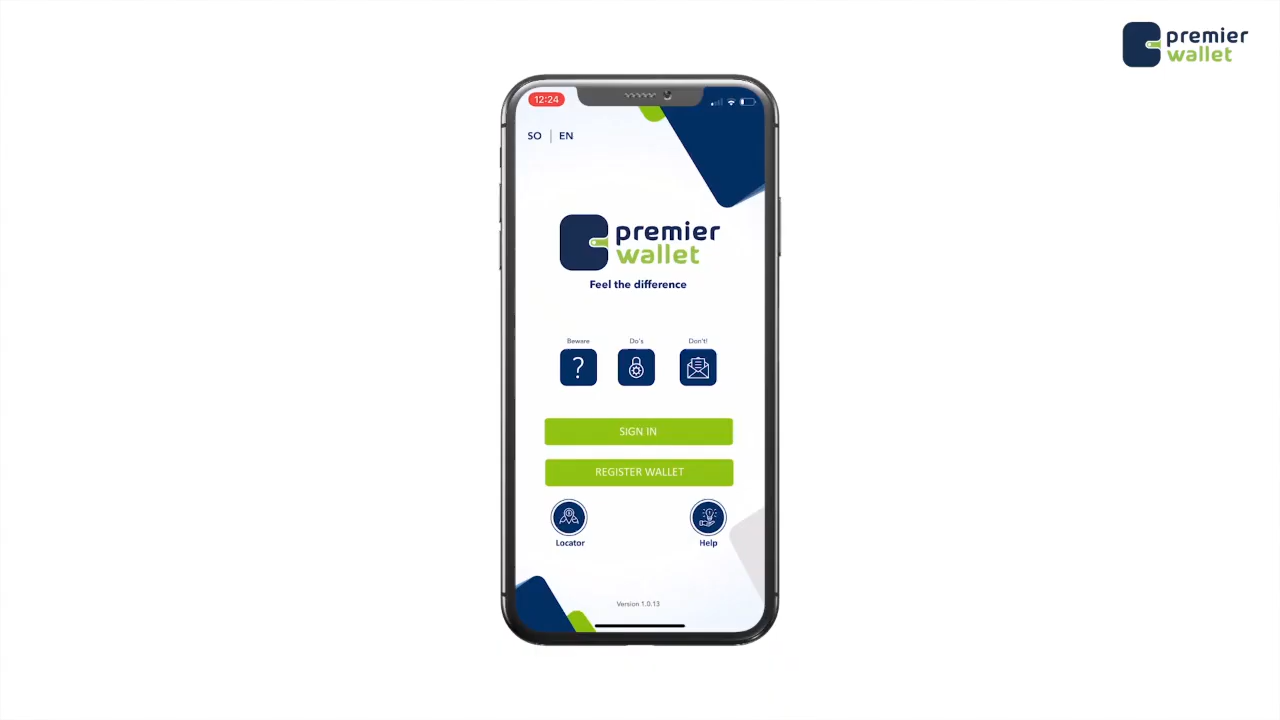 premier
wallet
12:24
SO | EN
premier
wallet
Feel the difference
Beware
Do's
Don't!
?
SIGN IN
REGISTER WALLET
Locator
Help
Version 1.0.13